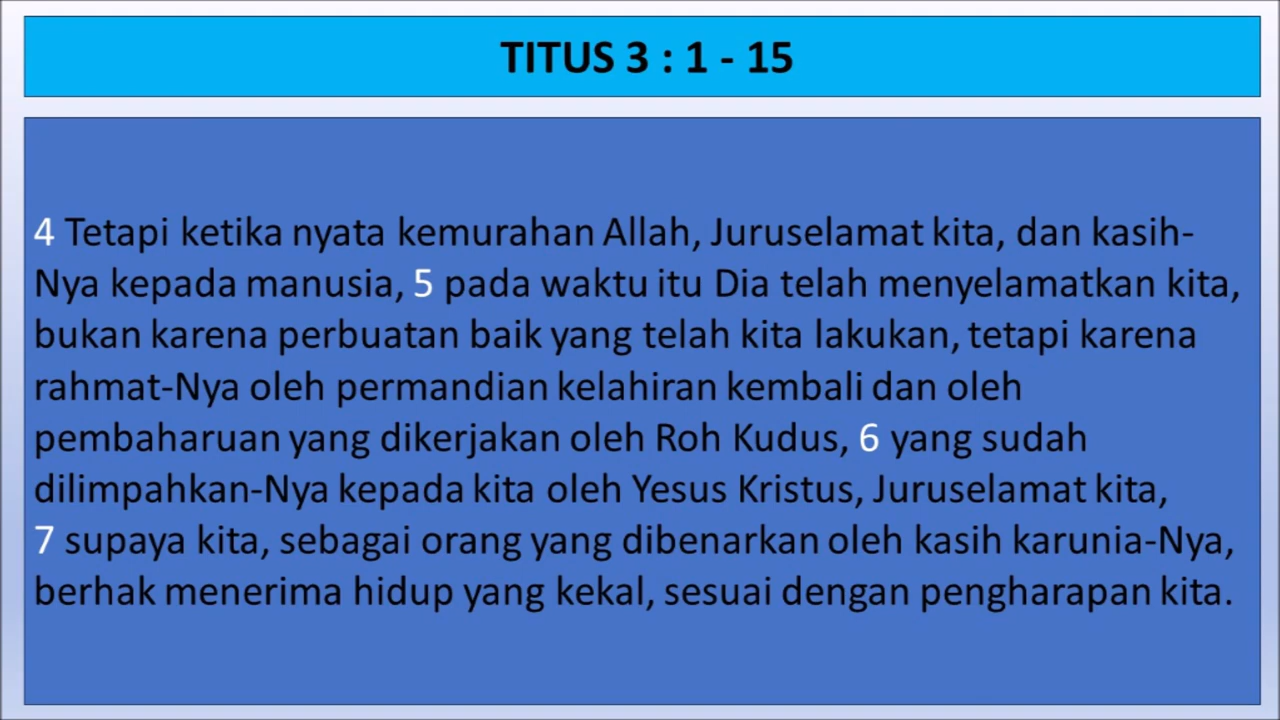 TITUS 3 : 1 - 15
4 Tetapi ketika nyata kemurahan Allah, Juruselamat kita, dan kasih-
Nya kepada manusia, 5 pada waktu itu Dia telah menyelamatkan kita,
bukan karena perbuatan baik yang telah kita lakukan, tetapi karena
rahmat-Nya oleh permandian kelahiran kembali dan oleh
pembaharuan yang dikerjakan oleh Roh Kudus, 6 yang sudah
dilimpahkan-Nya kepada kita oleh Yesus Kristus, Juruselamat kita,
7 supaya kita, sebagai orang yang dibenarkan oleh kasih karunia-Nya,
berhak menerima hidup yang kekal, sesuai dengan pengharapan kita.